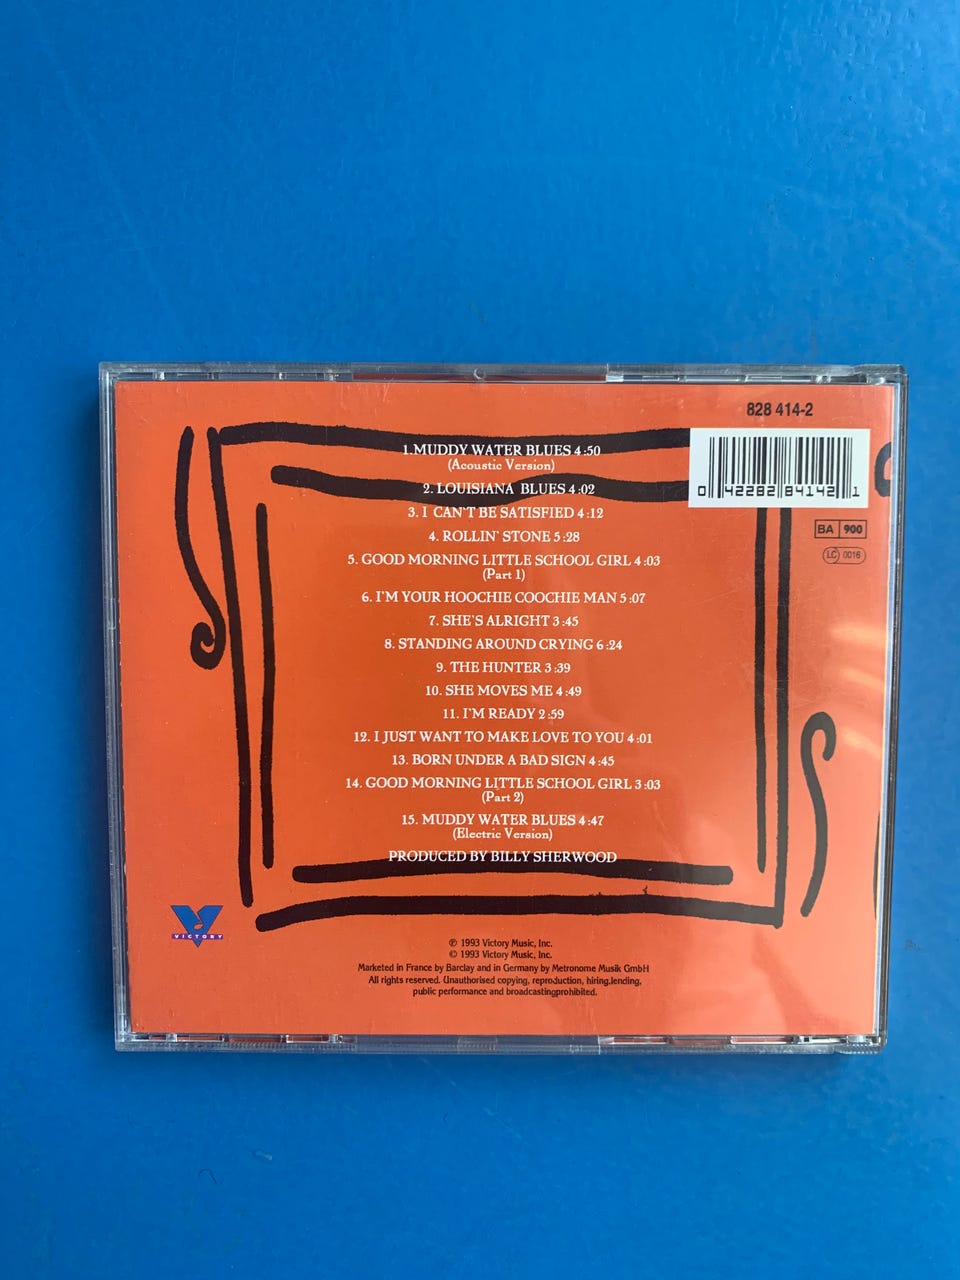 828 414-2
0 42282 84142 1
BA 900
LC 0016
1.MUDDY WATER BLUES 4:50
(Acoustic Version)
2. LOUISIANA BLUES 4:02
3. I CAN'T BE SATISFIED 4:12
4. ROLLIN' STONE 5:28
5. GOOD MORNING LITTLE SCHOOL GIRL 4:03
(Part 1)
6. I'M YOUR HOOCHIE COOCHIE MAN 5:07
7. SHE'S ALRIGHT 3:45
8. STANDING AROUND CRYING 6:24
9. THE HUNTER 3:39
10. SHE MOVES ME 4:49
11. I'M READY 2:59
12. I JUST WANT TO MAKE LOVE TO YOU 4:01
13. BORN UNDER A BAD SIGN 4:45
14. GOOD MORNING LITTLE SCHOOL GIRL 3:03
(Part 2)
15. MUDDY WATER BLUES 4:47
(Electric Version)
PRODUCED BY BILLY SHERWOOD
VICTORY
℗ 1993 Victory Music, Inc.
© 1993 Victory Music, Inc.
Marketed in France by Barclay and in Germany by Metronome Musik GmbH
All rights reserved. Unauthorised copying, reproduction, hiring.lending,
public performance and broadcastingprohibited.